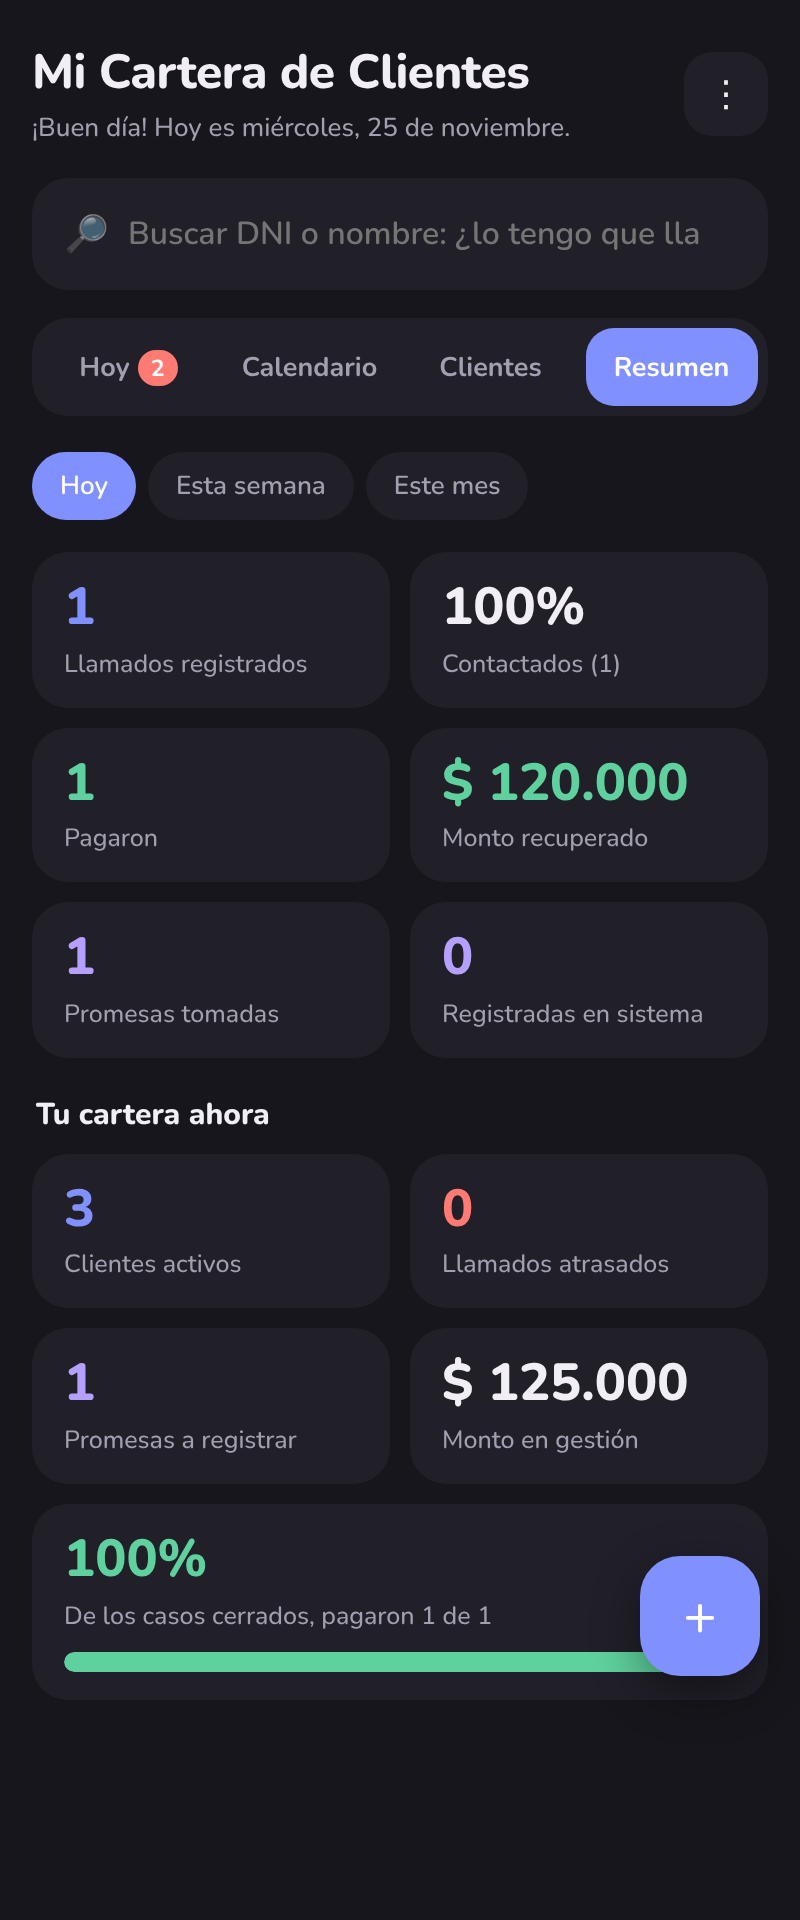 Mi Cartera de Clientes
¡Buen día! Hoy es miércoles, 25 de noviembre.
Buscar DNI o nombre: ¿lo tengo que lla
Hoy 2 Calendario Clientes Resumen
Hoy Esta semana Este mes
1 100%
Llamados registrados Contactados (1)
1 $ 120.000
Pagaron Monto recuperado
1 0
Promesas tomadas Registradas en sistema
Tu cartera ahora
3 0
Clientes activos Llamados atrasados
1 $ 125.000
Promesas a registrar Monto en gestión
100%
De los casos cerrados, pagaron 1 de 1
+